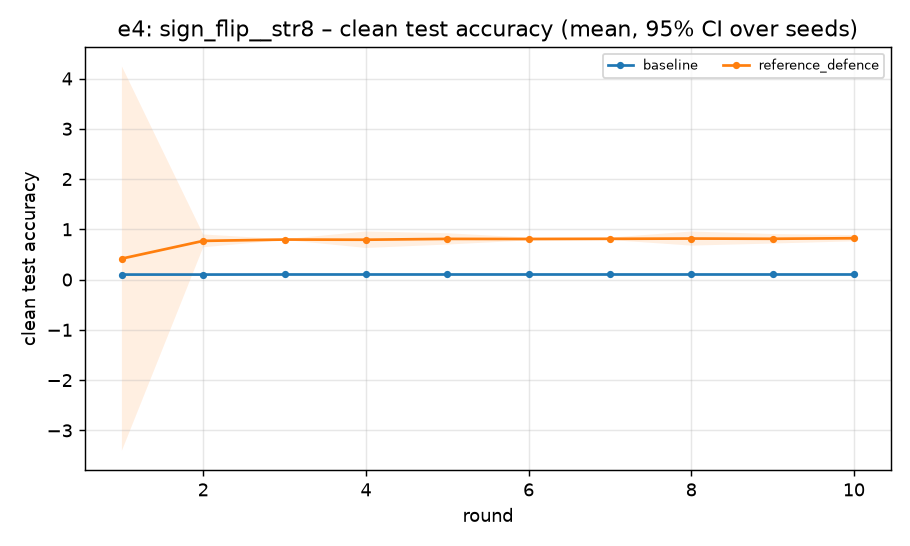 e4: sign_flip__str8 – clean test accuracy (mean, 95% CI over seeds)
baseline
reference_defence
clean test accuracy
4
3
2
1
0
−1
−2
−3
2
4
6
8
10
round